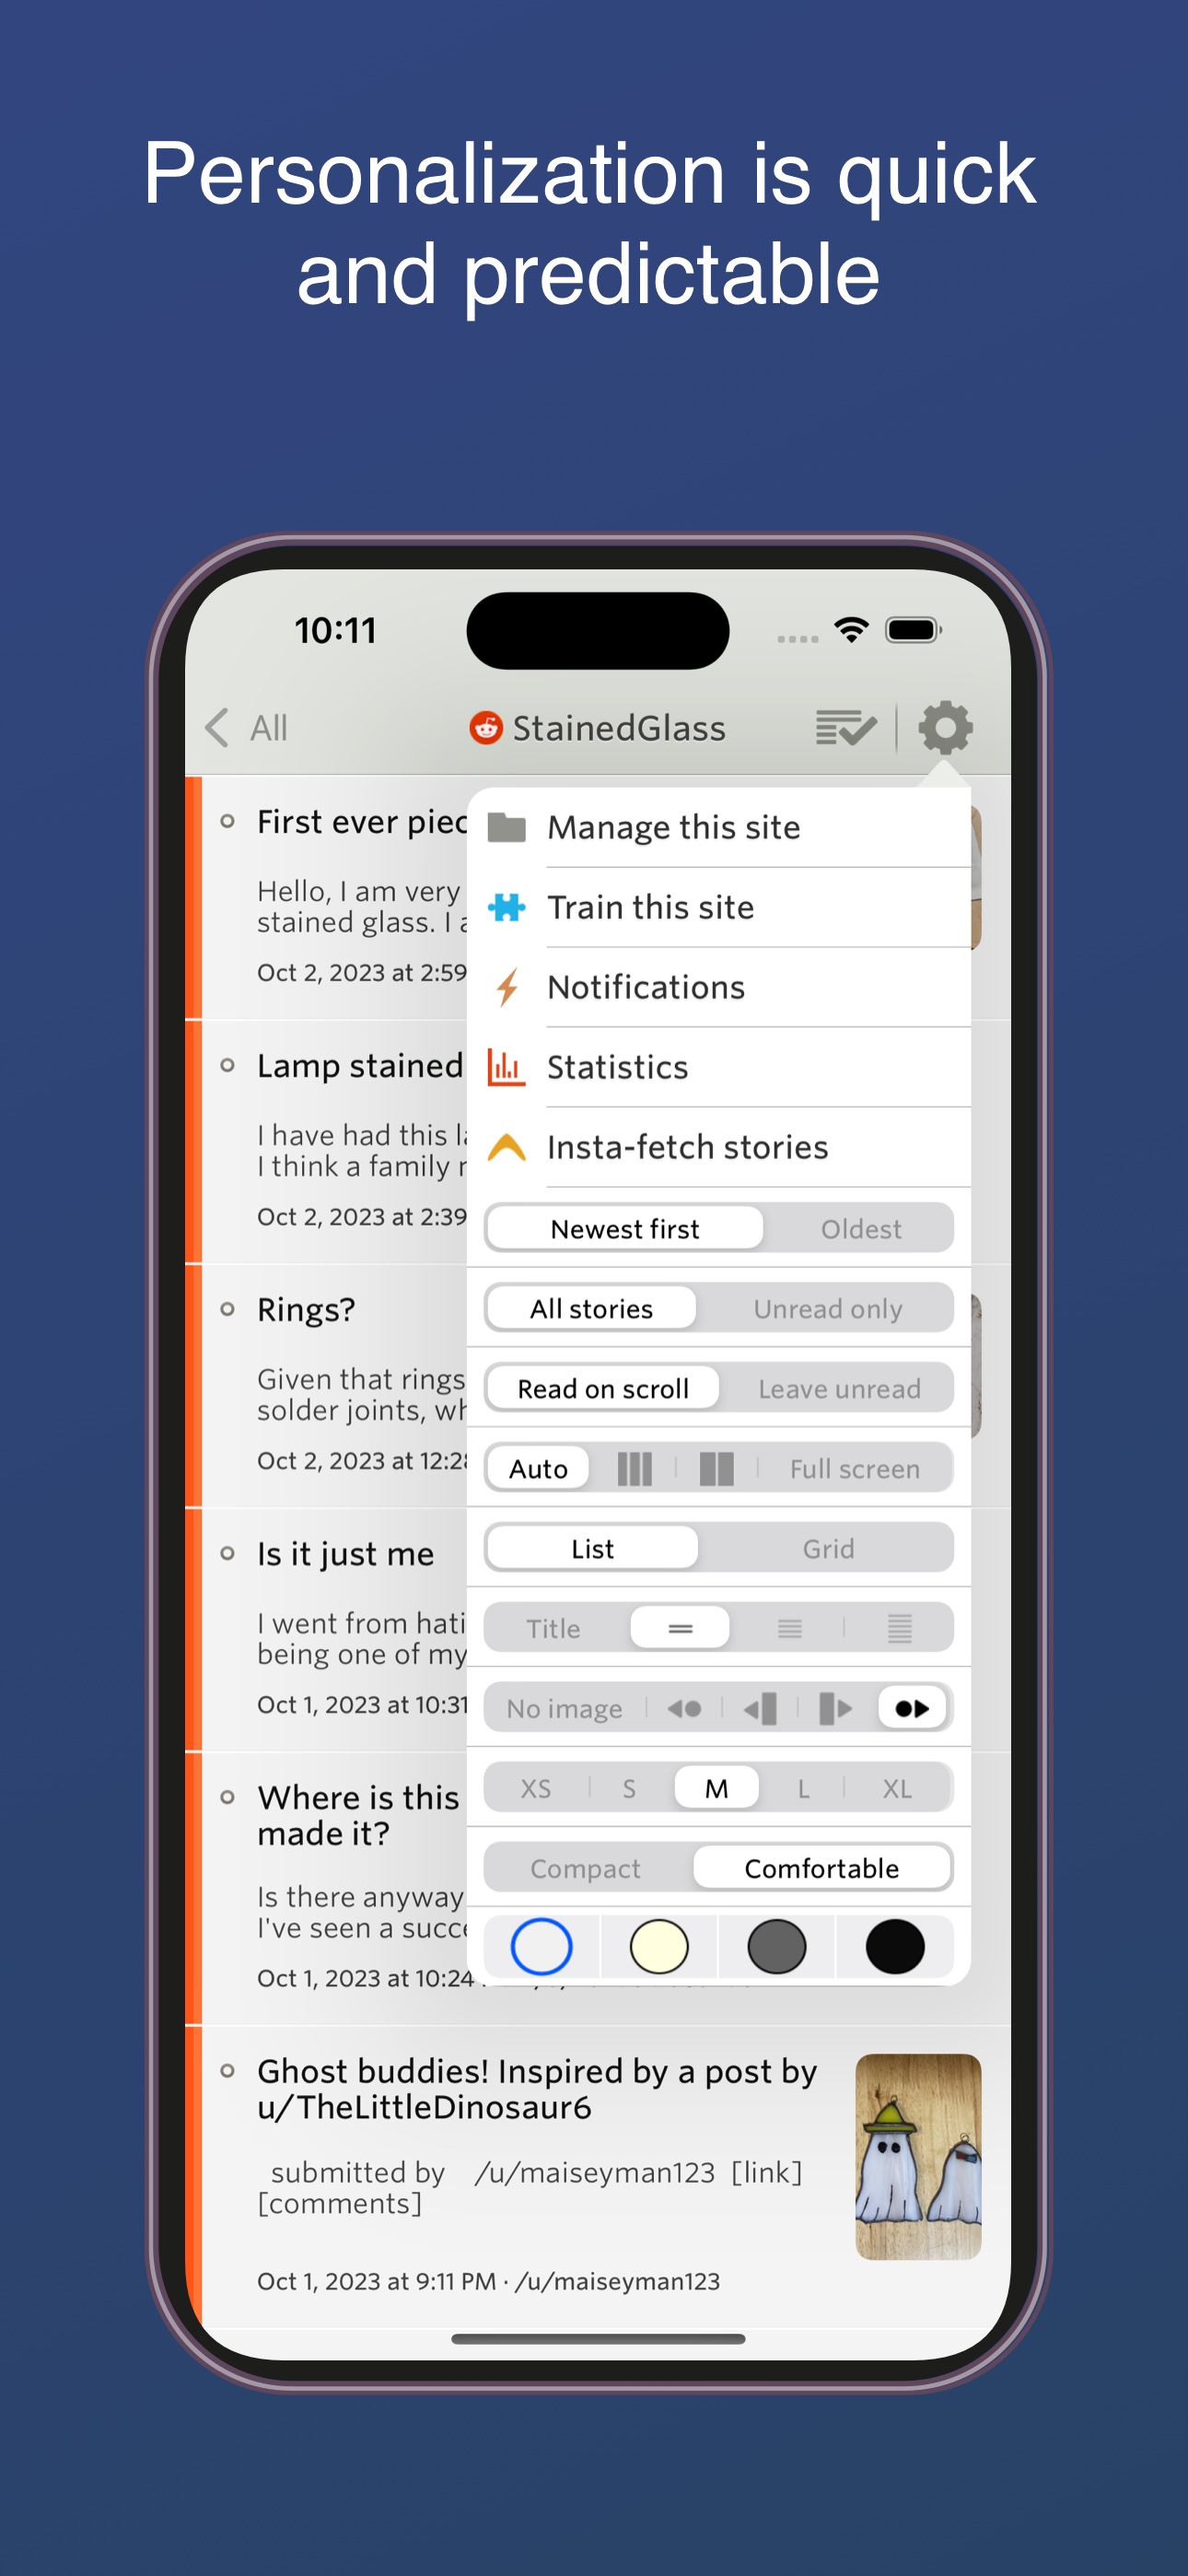 Personalization is quick
and predictable
10:11
All
StainedGlass
First ever piec
Hello, I am very
stained glass. I a
Oct 2, 2023 at 2:59
Lamp stained
I have had this la
I think a family r
Oct 2, 2023 at 2:39
Rings?
Given that rings
solder joints, wh
Oct 2, 2023 at 12:28
Is it just me
I went from hati
being one of my
Oct 1, 2023 at 10:31
Where is this
made it?
Is there anyway
I've seen a succe
Oct 1, 2023 at 10:24
Manage this site
Train this site
Notifications
Statistics
Insta-fetch stories
Newest first Oldest
All stories Unread only
Read on scroll Leave unread
Auto Full screen
List Grid
Title
No image
XS S M L XL
Compact Comfortable
Ghost buddies! Inspired by a post by
u/TheLittleDinosaur6
submitted by /u/maiseyman123 [link]
[comments]
Oct 1, 2023 at 9:11 PM · /u/maiseyman123